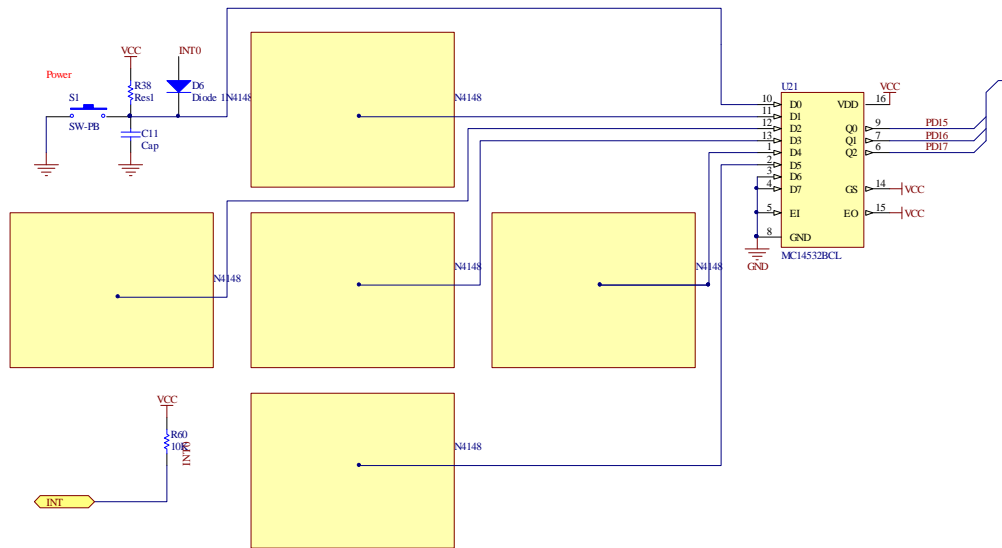 VCC
INT0
Power
R38
Res1
D6
Diode 1N4148
S1
SW-PB
C11
Cap
N4148
U21
VCC
10 D0 VDD 16
11 D1
12 D2 Q0 9 PD15
13 D3 Q1 7 PD16
1 D4 Q2 6 PD17
2 D5
3 D6
4 D7 GS 14 VCC
5 EI EO 15 VCC
8 GND
GND
MC14532BCL
N4148
N4148
N4148
VCC
R60
10K
INT0
N4148
INT